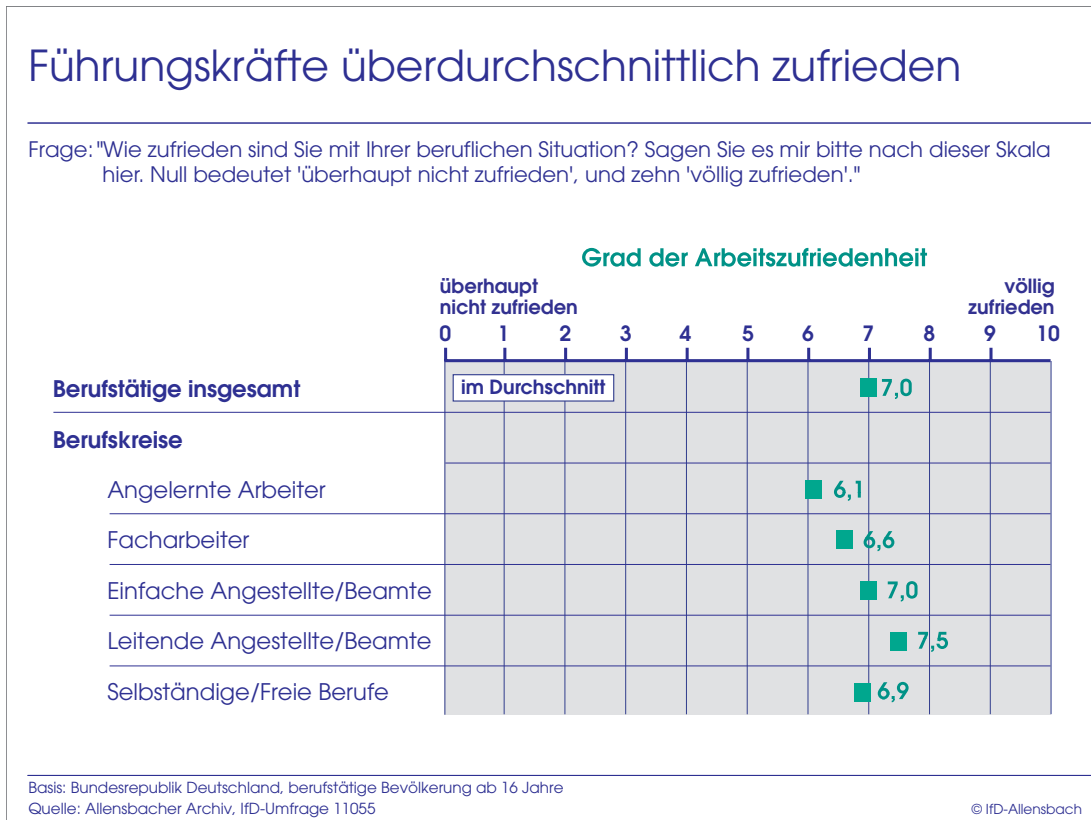 Führungskräfte überdurchschnittlich zufrieden
Frage: "Wie zufrieden sind Sie mit Ihrer beruflichen Situation? Sagen Sie es mir bitte nach dieser Skala
hier. Null bedeutet 'überhaupt nicht zufrieden', und zehn 'völlig zufrieden'."
Grad der Arbeitszufriedenheit
überhaupt völlig
nicht zufrieden zufrieden
0 1 2 3 4 5 6 7 8 9 10
Berufstätige insgesamt im Durchschnitt 7,0
Berufskreise
Angelernte Arbeiter 6,1
Facharbeiter 6,6
Einfache Angestellte/Beamte 7,0
Leitende Angestellte/Beamte 7,5
Selbständige/Freie Berufe 6,9
Basis: Bundesrepublik Deutschland, berufstätige Bevölkerung ab 16 Jahre
Quelle: Allensbacher Archiv, IfD-Umfrage 11055 © IfD-Allensbach